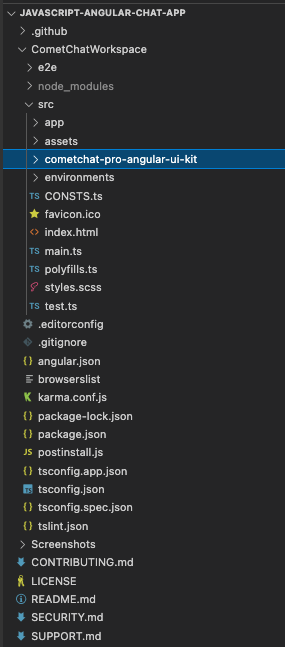 JAVASCRIPT-ANGULAR-CHAT-APP
.github
CometChatWorkspace
e2e
node_modules
src
app
assets
cometchat-pro-angular-ui-kit
environments
TS CONSTS.ts
favicon.ico
<> index.html
TS main.ts
TS polyfills.ts
styles.scss
TS test.ts
.editorconfig
.gitignore
{} angular.json
browserslist
karma.conf.js
{} package-lock.json
{} package.json
JS postinstall.js
{} tsconfig.app.json
TS tsconfig.json
{} tsconfig.spec.json
{} tslint.json
Screenshots
CONTRIBUTING.md
LICENSE
README.md
SECURITY.md
SUPPORT.md